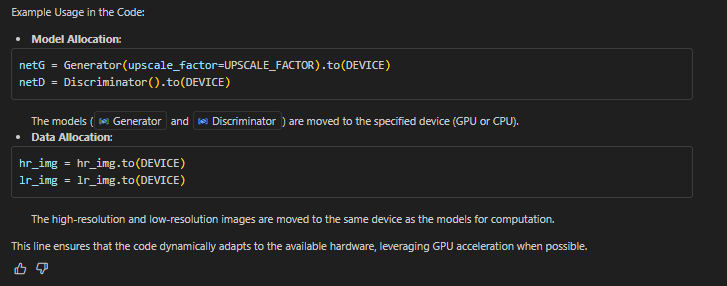 Example Usage in the Code:
• Model Allocation:
netG = Generator(upscale_factor=UPSCALE_FACTOR).to(DEVICE)
netD = Discriminator().to(DEVICE)
The models ( Generator and Discriminator ) are moved to the specified device (GPU or CPU).
• Data Allocation:
hr_img = hr_img.to(DEVICE)
lr_img = lr_img.to(DEVICE)
The high-resolution and low-resolution images are moved to the same device as the models for computation.
This line ensures that the code dynamically adapts to the available hardware, leveraging GPU acceleration when possible.